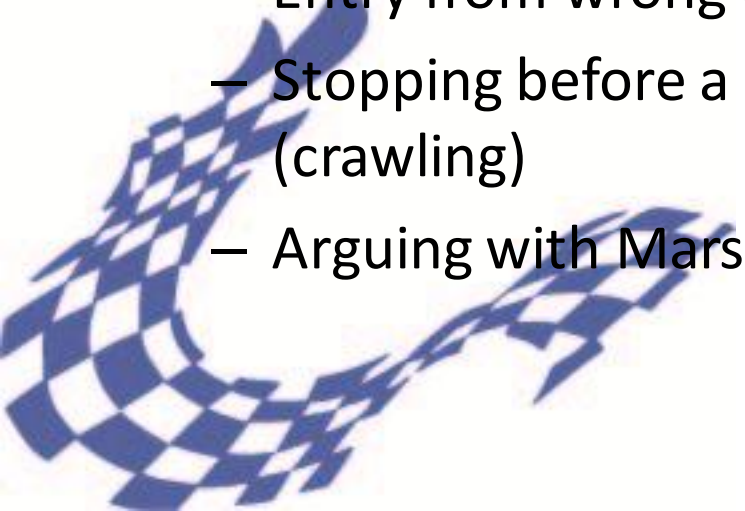 Entry from wrong
– Stopping before a
(crawling)
– Arguing with Mars